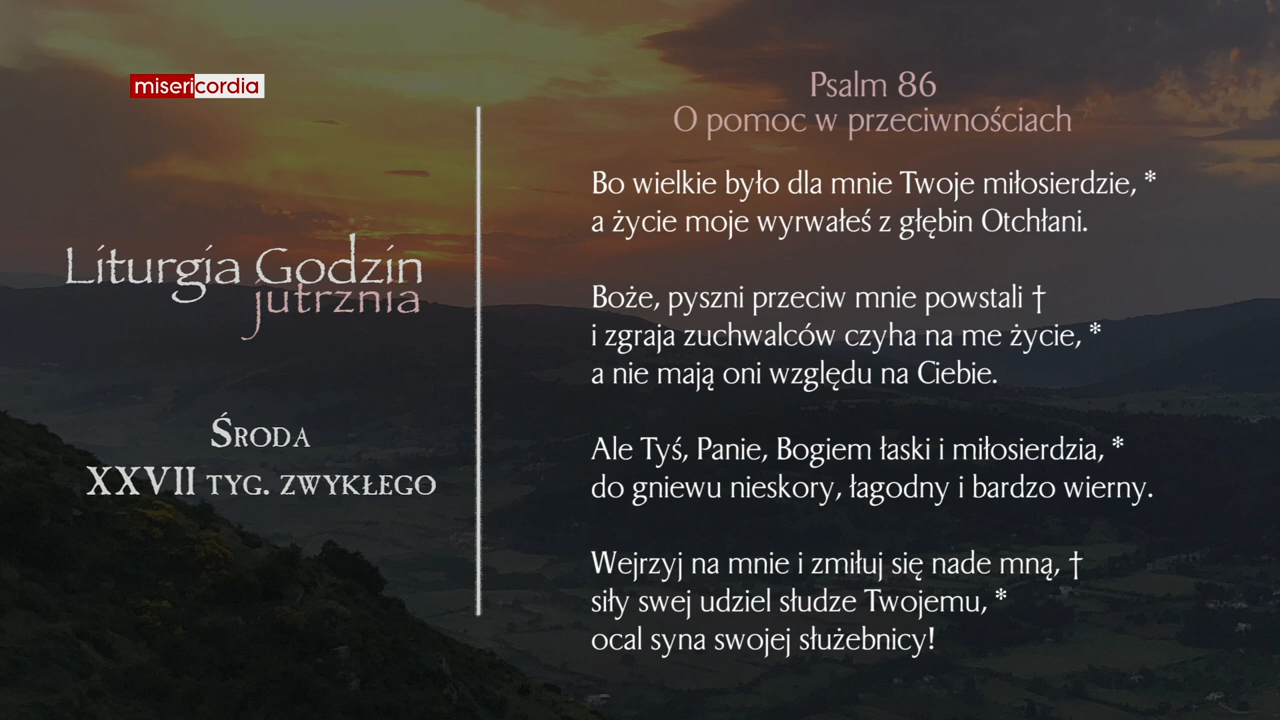 misericordia
Liturgia Godzin
jutrznia
Środa
XXVII tyg. zwykłego
Psalm 86
O pomoc w przeciwnościach
Bo wielkie było dla mnie Twoje miłosierdzie, *
a życie moje wyrwałeś z głębin Otchłani.
Boże, pyszni przeciw mnie powstali †
i zgraja zuchwalców czyha na me życie, *
a nie mają oni względu na Ciebie.
Ale Tyś, Panie, Bogiem łaski i miłosierdzia, *
do gniewu nieskory, łagodny i bardzo wierny.
Wejrzyj na mnie i zmiłuj się nade mną, †
siły swej udziel słudze Twojemu, *
ocal syna swojej służebnicy!